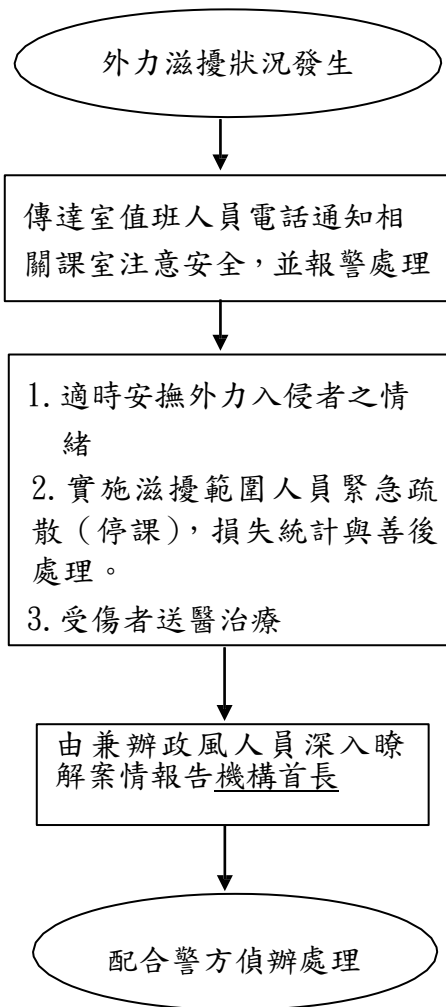 外力滋擾狀況發生
傳達室值班人員電話通知相
關課室注意安全，並報警處理
1. 適時安撫外力入侵者之情
緒
2. 實施滋擾範圍人員緊急疏
散（停課），損失統計與善後
處理。
3. 受傷者送醫治療
由兼辦政風人員深入瞭
解案情報告機構首長
配合警方偵辦處理